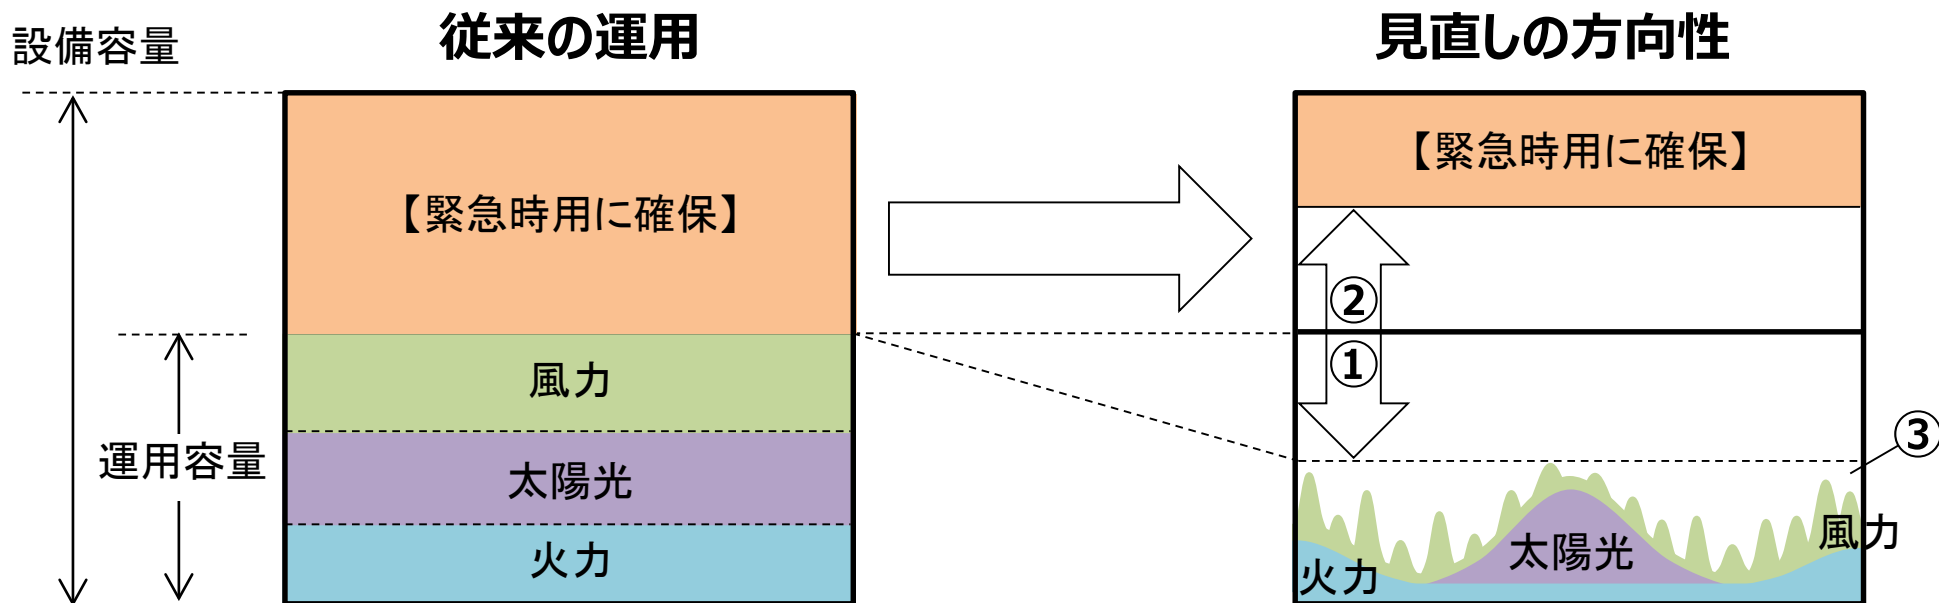 設備容量
従来の運用
見直しの方向性
【緊急時用に確保】
【緊急時用に確保】
②
①
③
風力
運用容量
太陽光
火力
風力
太陽光
火力